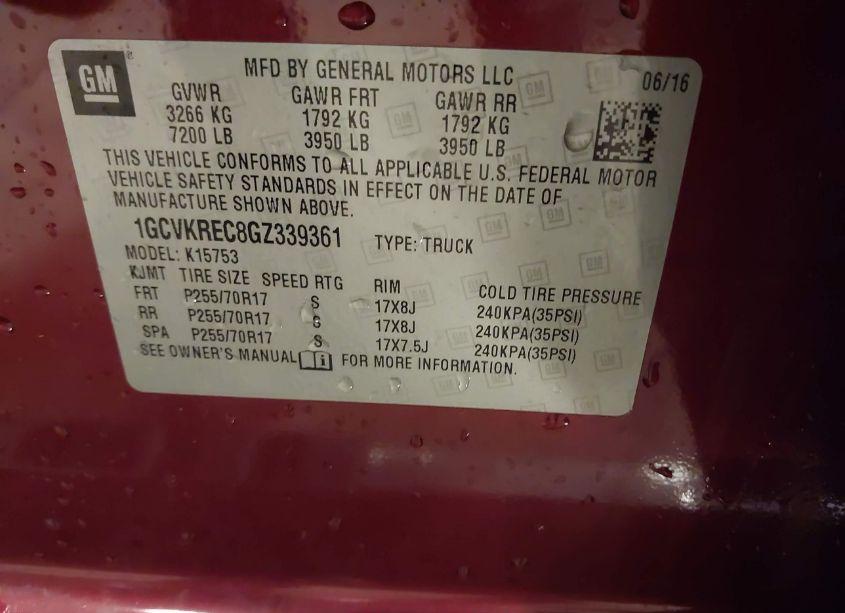 GM
MFD BY GENERAL MOTORS LLC
06/16
GVWR GAWR FRT GAWR RR
3266 KG 1792 KG 1792 KG
7200 LB 3950 LB 3950 LB
THIS VEHICLE CONFORMS TO ALL APPLICABLE U.S. FEDERAL MOTOR
VEHICLE SAFETY STANDARDS IN EFFECT ON THE DATE OF
MANUFACTURE SHOWN ABOVE.
1GCVKREC8GZ339361 TYPE: TRUCK
MODEL: K15753
KJMT TIRE SIZE SPEED RTG RIM COLD TIRE PRESSURE
FRT P255/70R17 S 17X8J 240KPA(35PSI)
RR P255/70R17 S 17X8J 240KPA(35PSI)
SPA P255/70R17 S 17X7.5J 240KPA(35PSI)
SEE OWNER'S MANUAL FOR MORE INFORMATION.